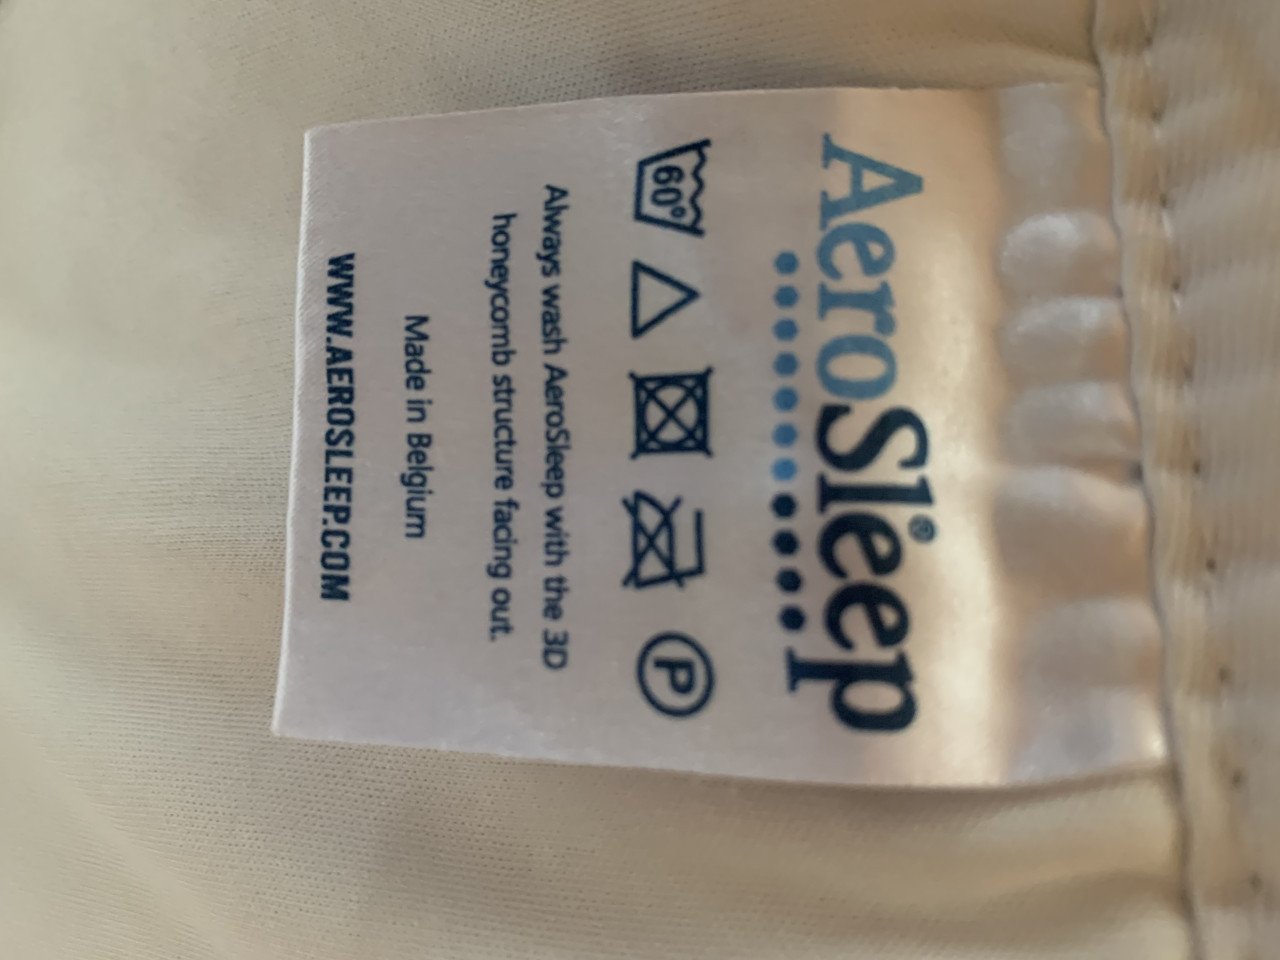 AeroSleep®
60°
P
Always wash AeroSleep with the 3D
honeycomb structure facing out.
Made in Belgium
WWW.AEROSLEEP.COM